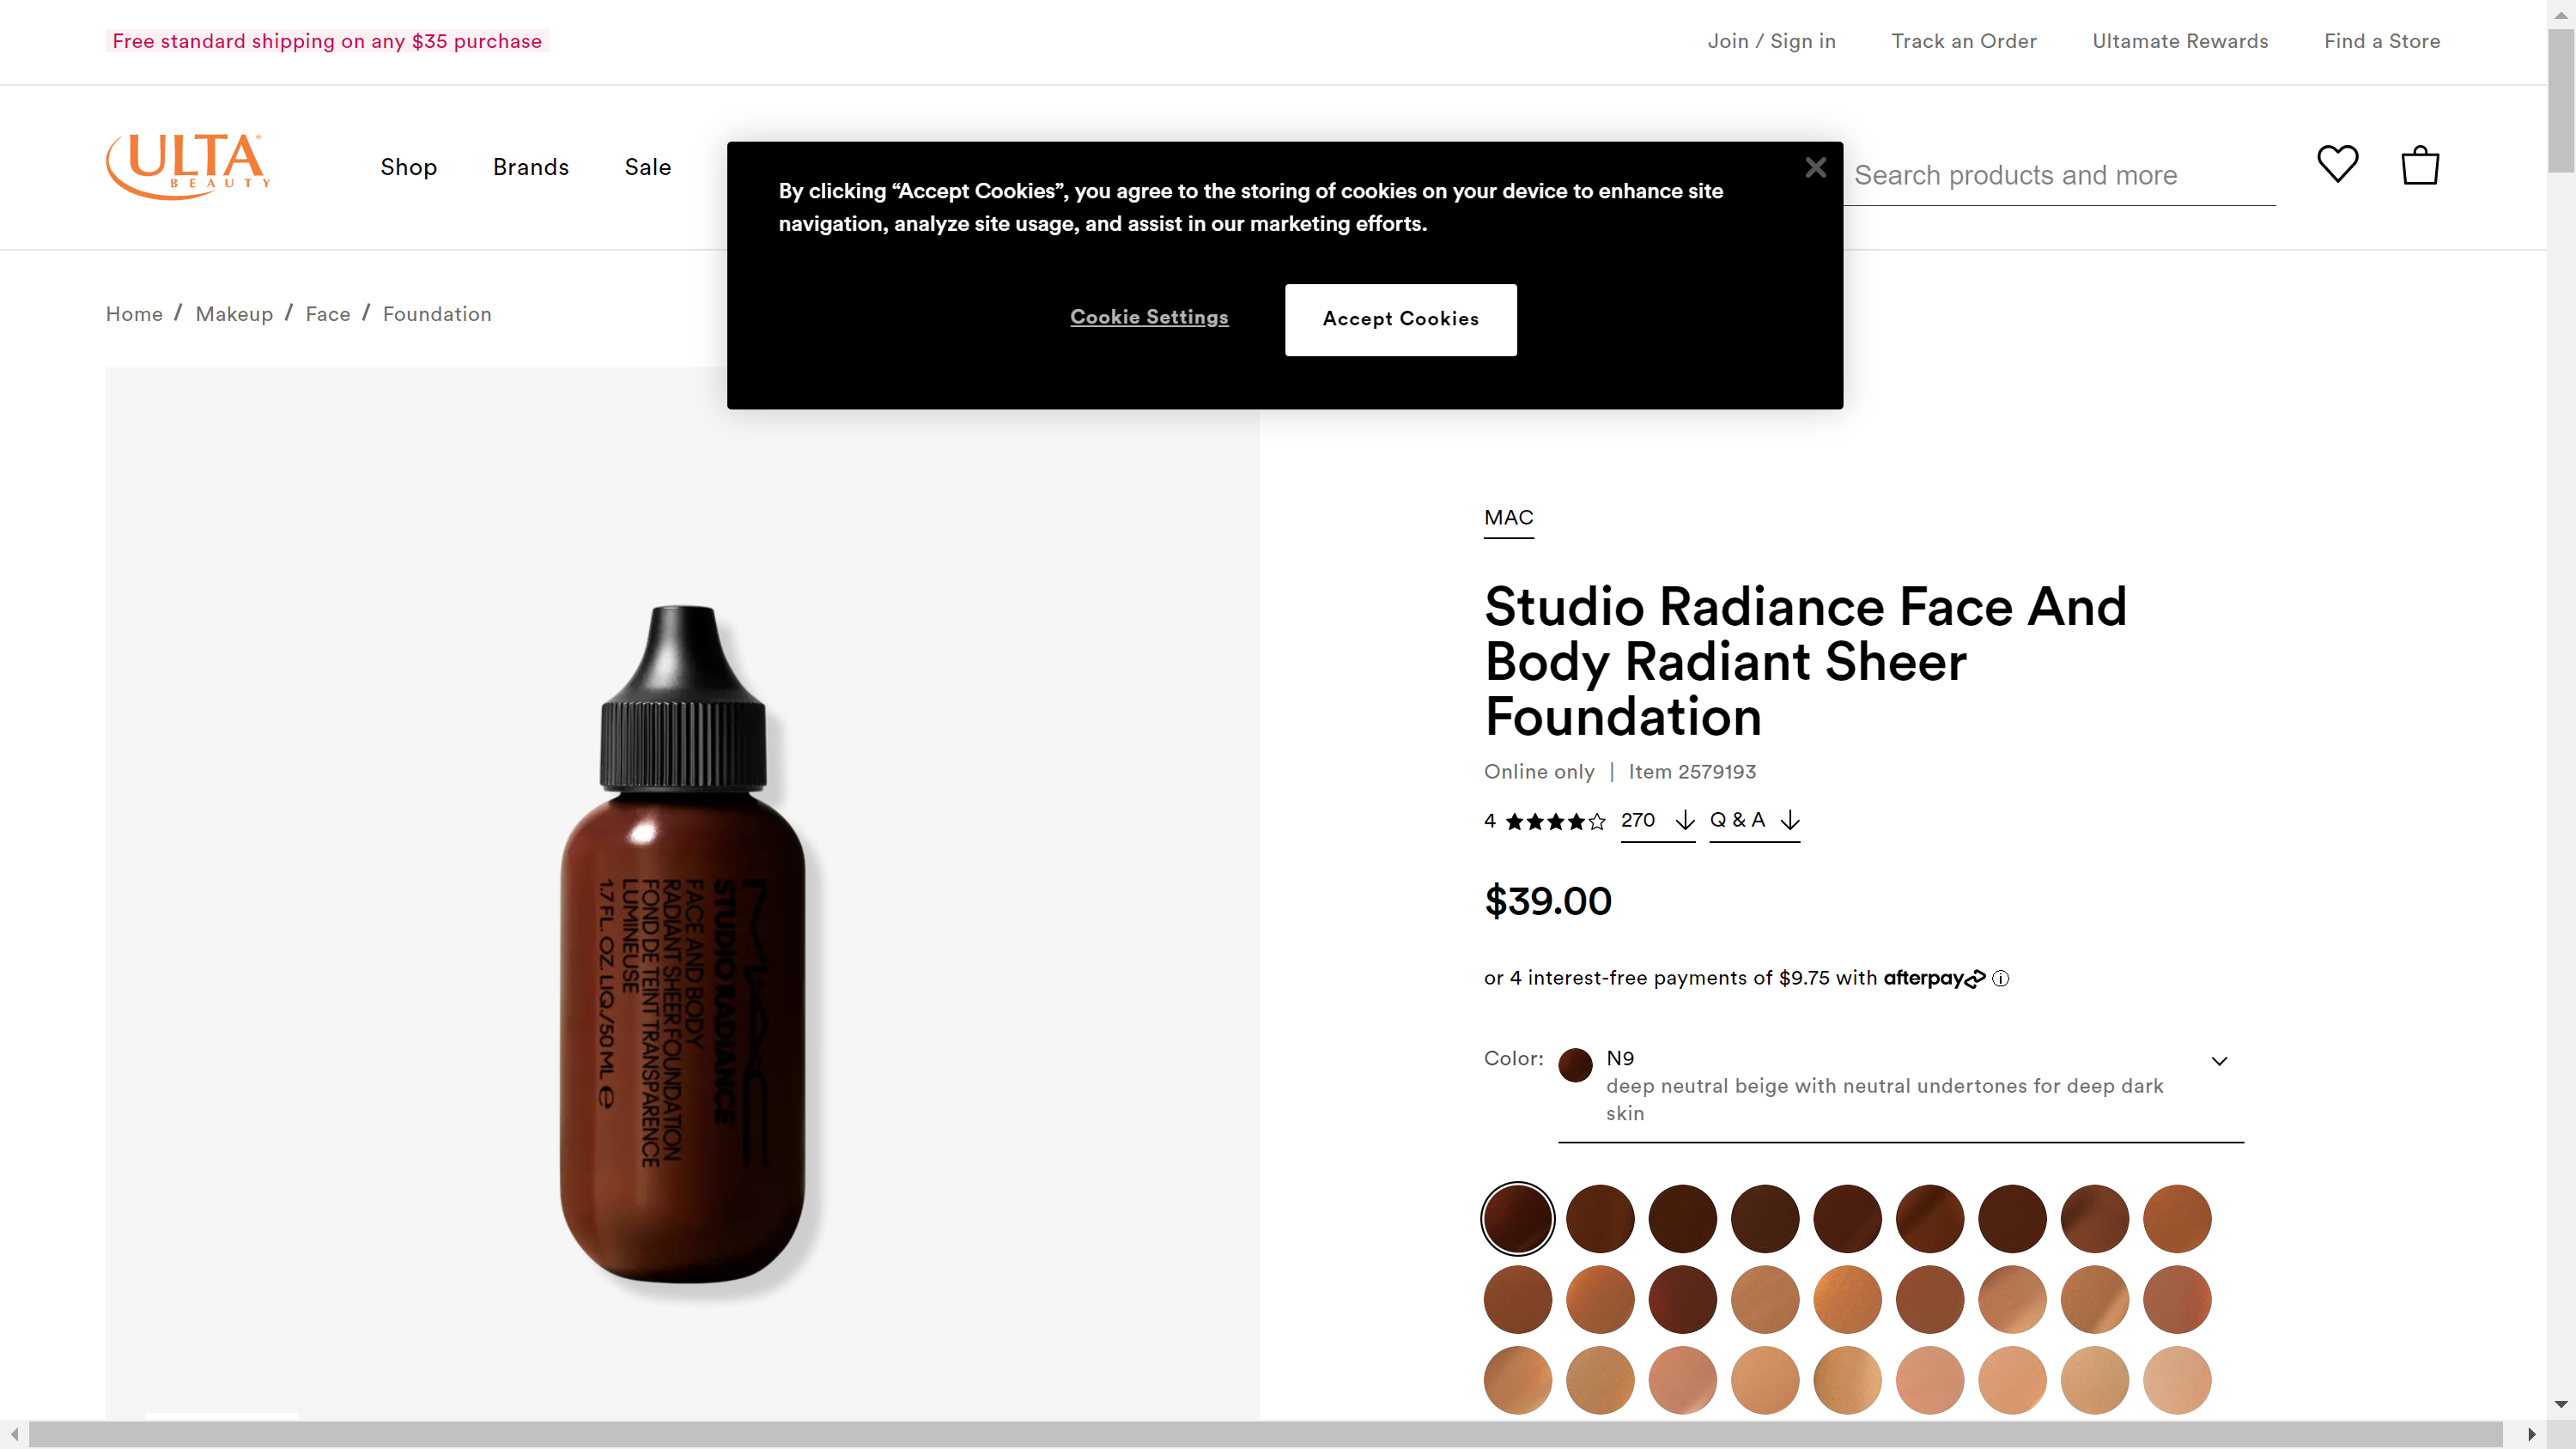 Free standard shipping on any $35 purchase
Join / Sign in
Track an Order
Ultamate Rewards
Find a Store
ULTA
BEAUTY
Shop
Brands
Sale
Search products and more
By clicking “Accept Cookies”, you agree to the storing of cookies on your device to enhance site
navigation, analyze site usage, and assist in our marketing efforts.
Cookie Settings
Accept Cookies
Home / Makeup / Face / Foundation
MAC
STUDIO RADIANCE
FACE AND BODY
RADIANT SHEER FOUNDATION
FOND DE TEINT TRANSPARENCE
LUMINEUSE
1.7 FL. OZ. LIQ./50 ML ℮
MAC
Studio Radiance Face And
Body Radiant Sheer
Foundation
Online only | Item 2579193
4
270
Q & A
$39.00
or 4 interest-free payments of $9.75 with afterpay
Color:
N9
deep neutral beige with neutral undertones for deep dark
skin